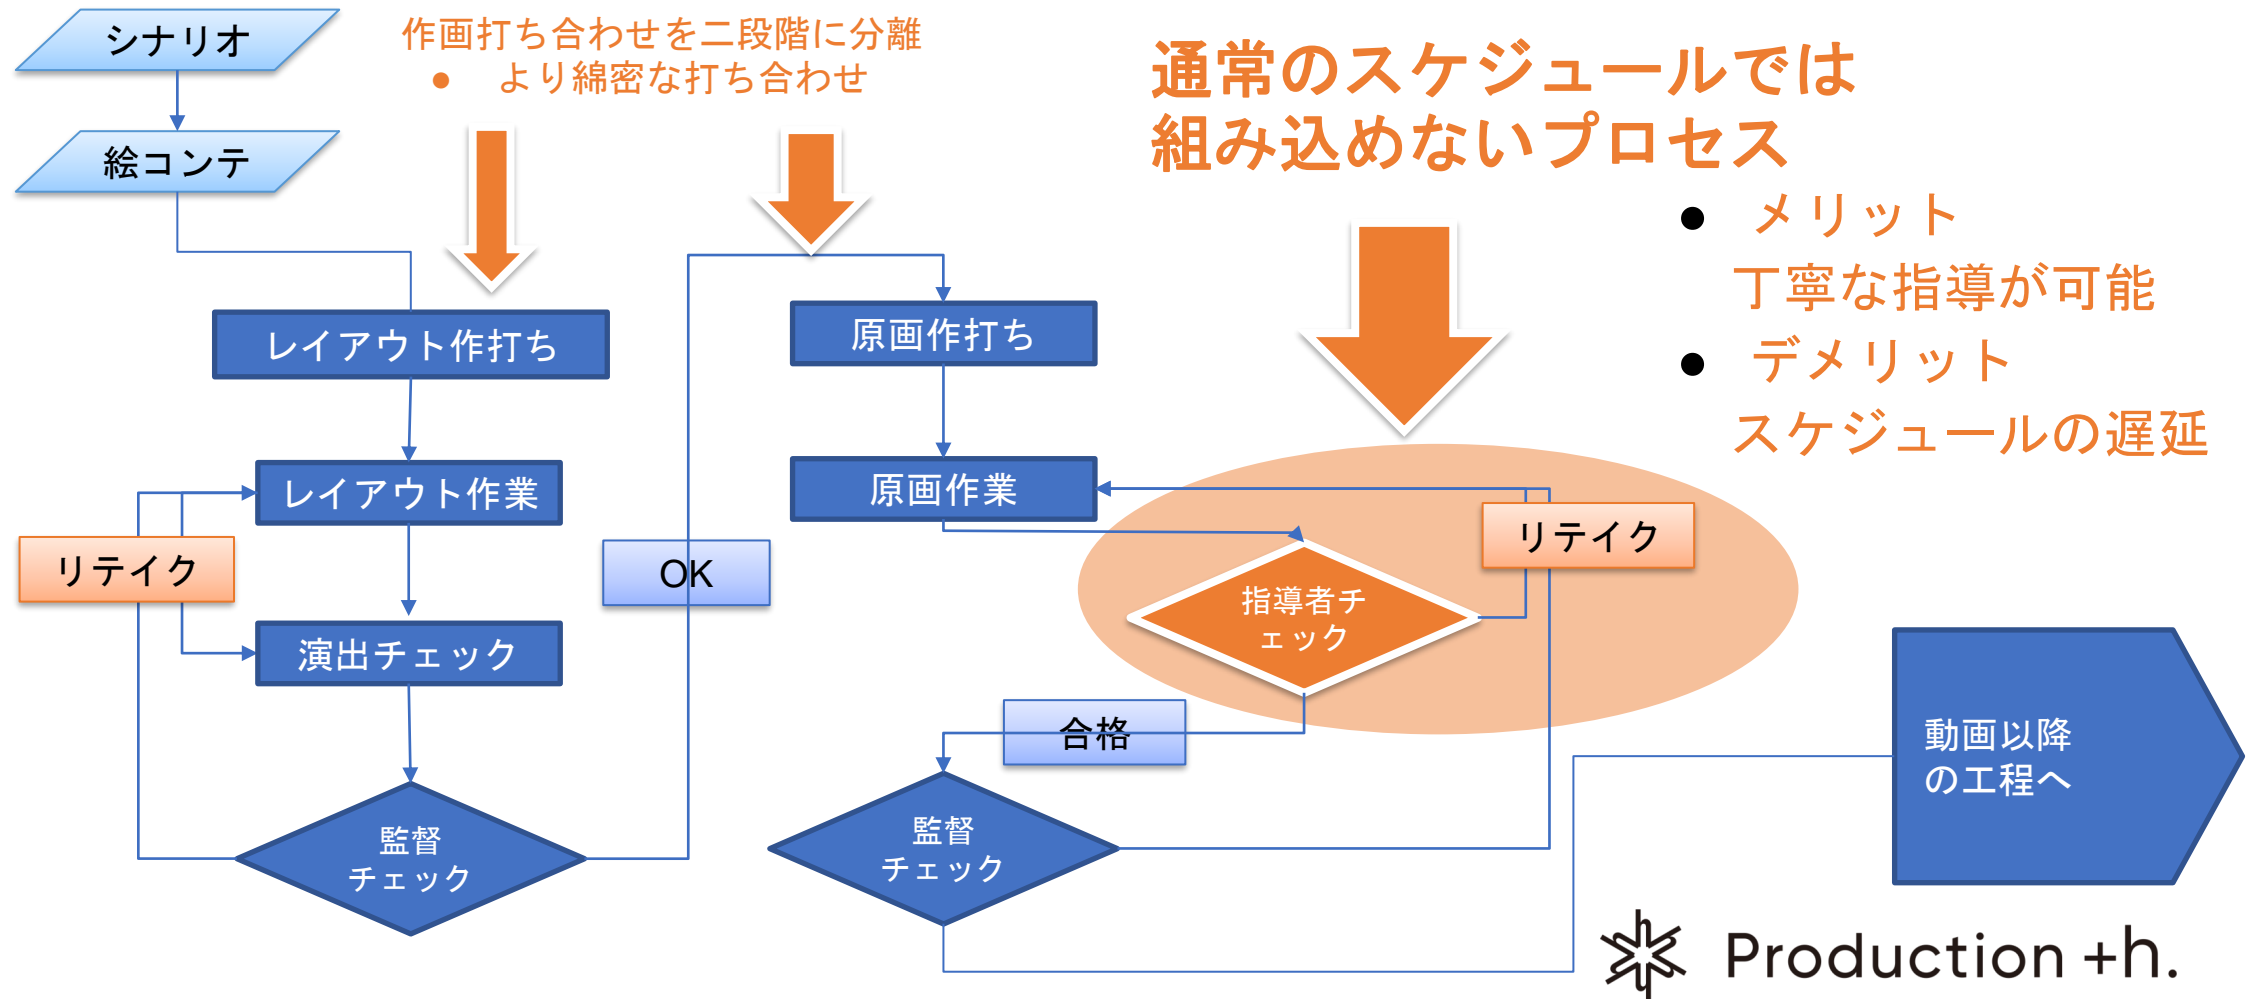 シナリオ
絵コンテ
作画打ち合わせを二段階に分離
● より綿密な打ち合わせ
通常のスケジュールでは
組み込めないプロセス
● メリット
丁寧な指導が可能
● デメリット
スケジュールの遅延
レイアウト作打ち
レイアウト作業
リテイク
演出チェック
監督
チェック
OK
原画作打ち
原画作業
リテイク
指導者チ
ェック
合格
監督
チェック
動画以降
の工程へ
Production +h.